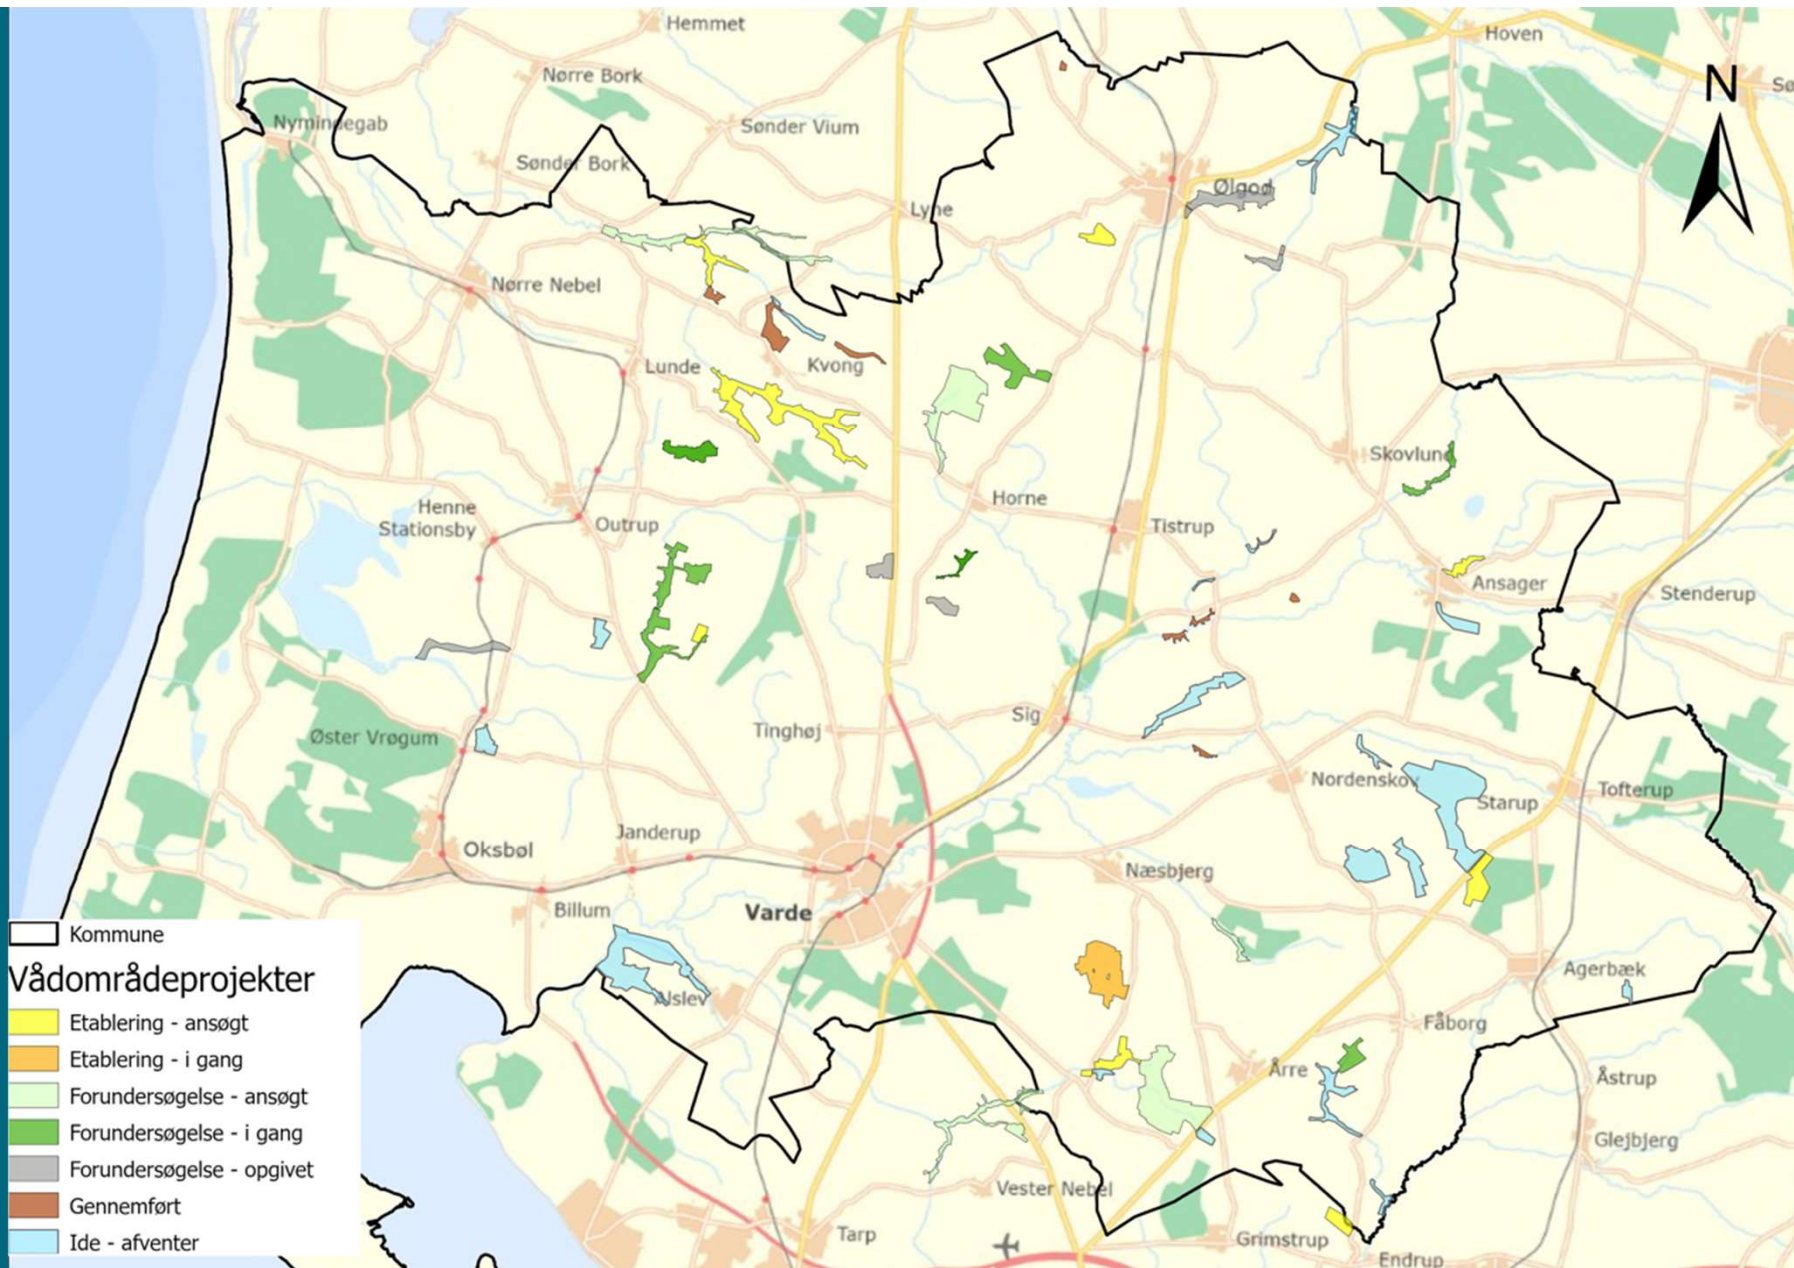 Hemmet
Hoven
Nørre Bork
N
Sø
Nymindegab
Sønder Vium
Sønder Bork
Ølgod
Lyne
Nørre Nebel
Lunde
Kvong
Skovlund
Horne
Henne
Stationsby
Outrup
Tistrup
Ansager
Stenderup
Sig
Tinghøj
Øster Vrøgum
Nordenskov
Starup
Tofterup
Janderup
Oksbøl
Næsbjerg
Billum
Varde
Kommune
Agerbæk
Vådområdeprojekter
Alslev
Etablering - ansøgt
Fåborg
Etablering - i gang
Årre
Åstrup
Forundersøgelse - ansøgt
Forundersøgelse - i gang
Glejbjerg
Forundersøgelse - opgivet
Vester Nebel
Gennemført
Tarp
Grimstrup
Ide - afventer
Endrup